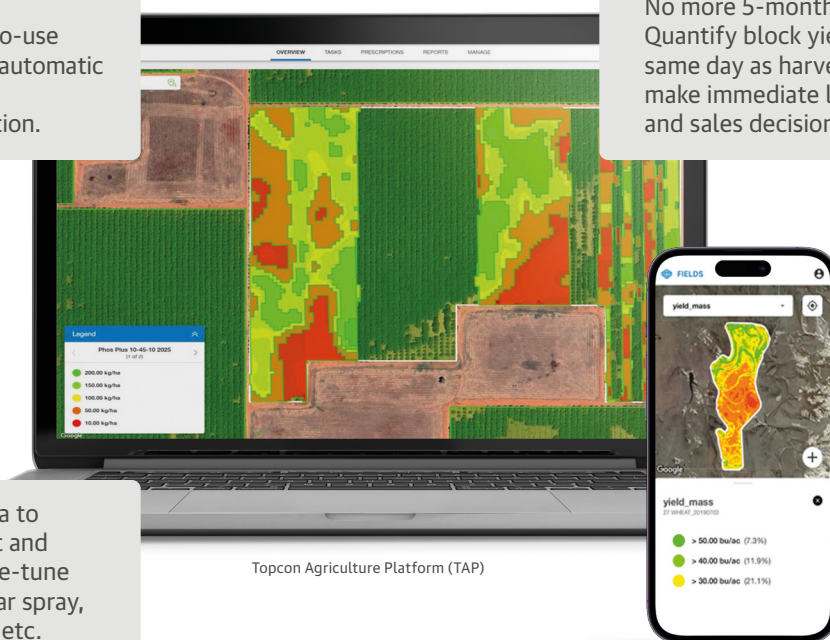 o-use
automatic
tion.
No more 5-month
Quantify block yie
same day as harve
make immediate l
and sales decision
OVERVIEW TASKS PRESCRIPTIONS REPORTS MANAGE
Legend
Phos Plus 10-45-10 2025
(1 of 2)
200.00 kg/ha
150.00 kg/ha
100.00 kg/ha
50.00 kg/ha
10.00 kg/ha
Google
FIELDS
yield_mass
Google
yield_mass
27 WHEAT_20190703
> 50.00 bu/ac (7.3%)
> 40.00 bu/ac (11.9%)
> 30.00 bu/ac (21.1%)
a to
t and
e-tune
ar spray,
etc.
Topcon Agriculture Platform (TAP)